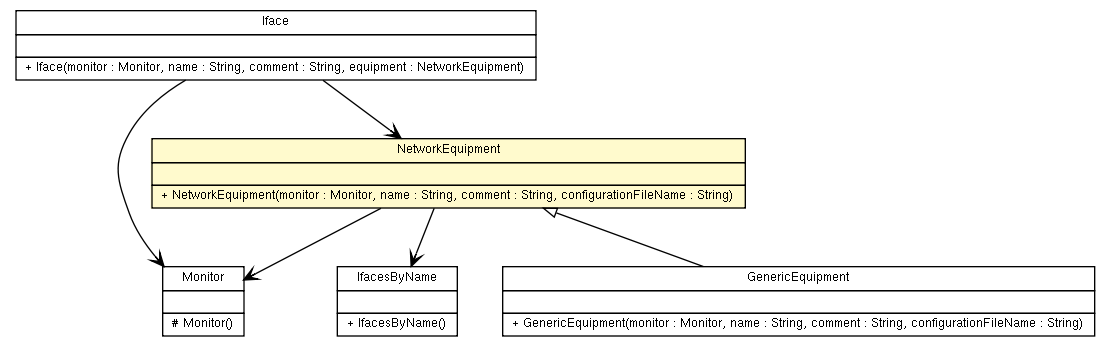 Iface
+ Iface(monitor : Monitor, name : String, comment : String, equipment : NetworkEquipment)
NetworkEquipment
+ NetworkEquipment(monitor : Monitor, name : String, comment : String, configurationFileName : String)
Monitor
# Monitor()
IfacesByName
+ IfacesByName()
GenericEquipment
+ GenericEquipment(monitor : Monitor, name : String, comment : String, configurationFileName : String)